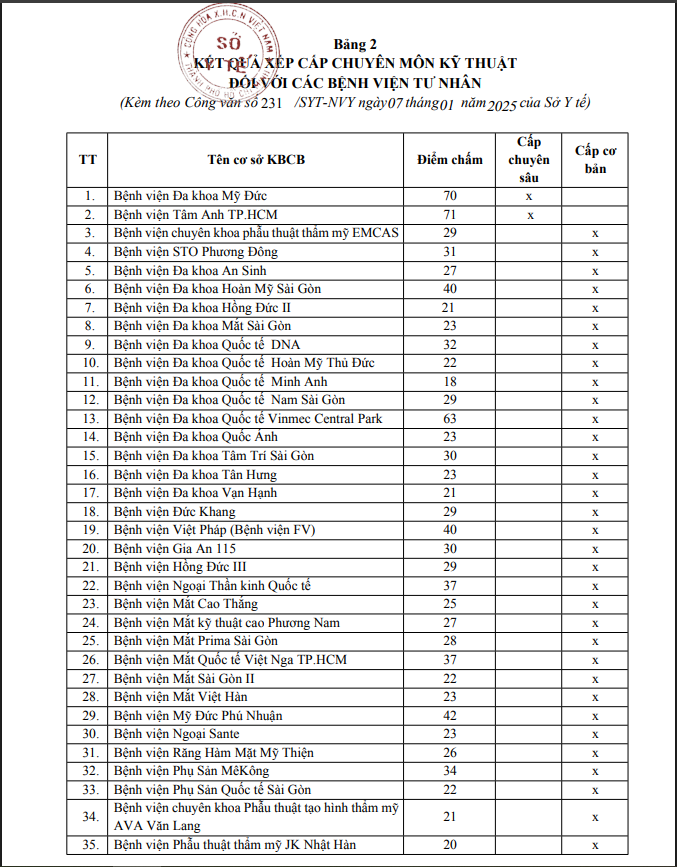 CỘNG HÒA X.H.C.N VIỆT NAM
SỞ
Y TẾ
Bảng 2
KẾT QUẢ XẾP CẤP CHUYÊN MÔN KỸ THUẬT
ĐỐI VỚI CÁC BỆNH VIỆN TƯ NHÂN
(Kèm theo Công văn số 231 /SYT-NVY ngày 07 tháng 01 năm 2025 của Sở Y tế)
TT Tên cơ sở KBCB Điểm chấm Cấp chuyên sâu Cấp cơ bản
1. Bệnh viện Đa khoa Mỹ Đức 70 x
2. Bệnh viện Tâm Anh TP.HCM 71 x
3. Bệnh viện chuyên khoa phẫu thuật thẩm mỹ EMCAS 29 x
4. Bệnh viện STO Phương Đông 31 x
5. Bệnh viện Đa khoa An Sinh 27 x
6. Bệnh viện Đa khoa Hoàn Mỹ Sài Gòn 40 x
7. Bệnh viện Đa khoa Hồng Đức II 21 x
8. Bệnh viện Đa khoa Mắt Sài Gòn 23 x
9. Bệnh viện Đa khoa Quốc tế DNA 32 x
10. Bệnh viện Đa khoa Quốc tế Hoàn Mỹ Thủ Đức 22 x
11. Bệnh viện Đa khoa Quốc tế Minh Anh 18 x
12. Bệnh viện Đa khoa Quốc tế Nam Sài Gòn 29 x
13. Bệnh viện Đa khoa Quốc tế Vinmec Central Park 63 x
14. Bệnh viện Đa khoa Quốc Ánh 23 x
15. Bệnh viện Đa khoa Tâm Trí Sài Gòn 30 x
16. Bệnh viện Đa khoa Tân Hưng 23 x
17. Bệnh viện Đa khoa Vạn Hạnh 21 x
18. Bệnh viện Đức Khang 29 x
19. Bệnh viện Việt Pháp (Bệnh viện FV) 40 x
20. Bệnh viện Gia An 115 30 x
21. Bệnh viện Hồng Đức III 29 x
22. Bệnh viện Ngoại Thần kinh Quốc tế 37 x
23. Bệnh viện Mắt Cao Thắng 25 x
24. Bệnh viện Mắt kỹ thuật cao Phương Nam 27 x
25. Bệnh viện Mắt Prima Sài Gòn 28 x
26. Bệnh viện Mắt Quốc tế Việt Nga TP.HCM 37 x
27. Bệnh viện Mắt Sài Gòn II 22 x
28. Bệnh viện Mắt Việt Hàn 23 x
29. Bệnh viện Mỹ Đức Phú Nhuận 42 x
30. Bệnh viện Ngoại Sante 23 x
31. Bệnh viện Răng Hàm Mặt Mỹ Thiện 26 x
32. Bệnh viện Phụ Sản MêKông 34 x
33. Bệnh viện Phụ Sản Quốc tế Sài Gòn 22 x
34. Bệnh viện chuyên khoa Phẫu thuật tạo hình thẩm mỹ
AVA Văn Lang 21 x
35. Bệnh viện Phẫu thuật thẩm mỹ JK Nhật Hàn 20 x